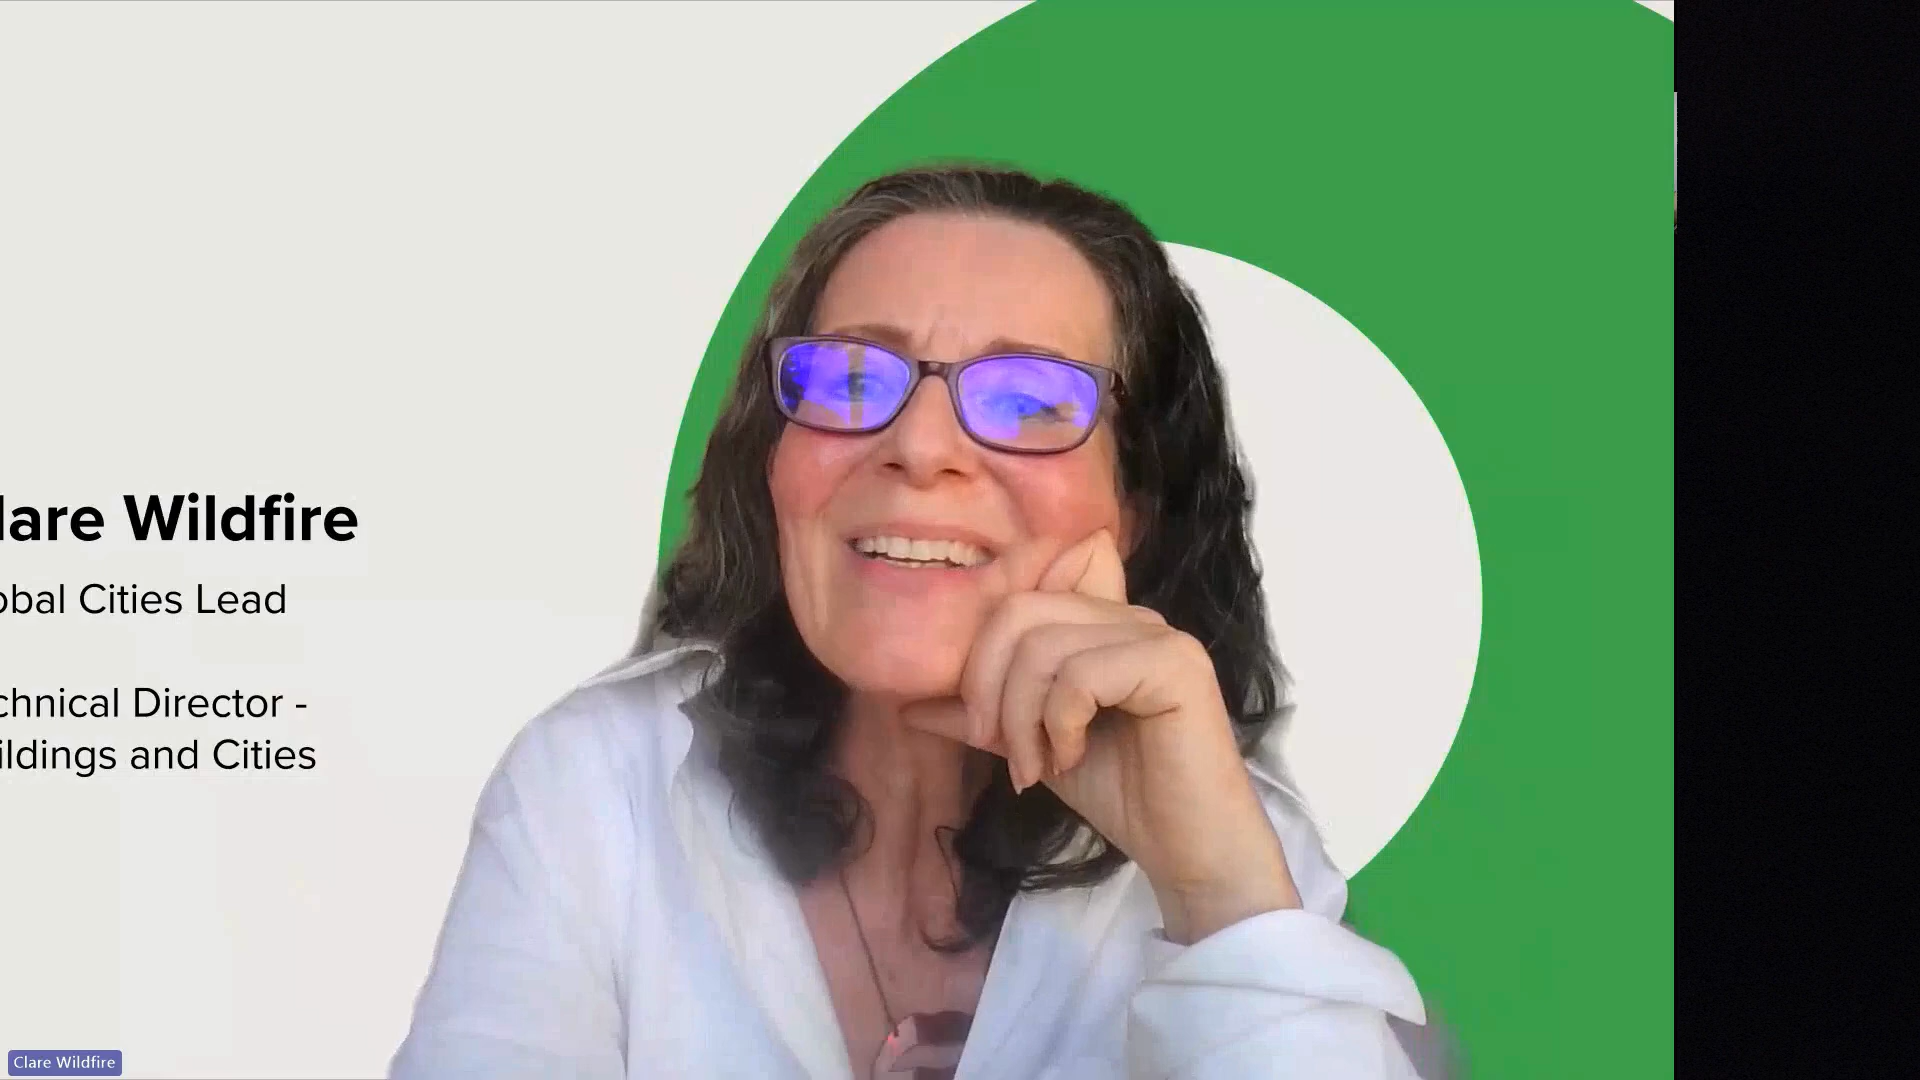 lare Wildfire
obal Cities Lead
chnical Director -
ildings and Cities
Clare Wildfire